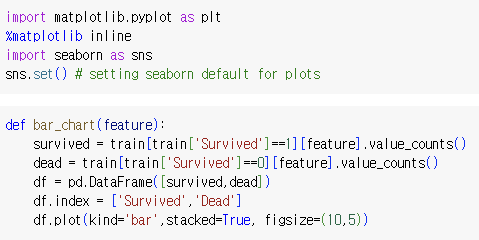 import matplotlib.pyplot as plt
%matplotlib inline
import seaborn as sns
sns.set() # setting seaborn default for plots
def bar_chart(feature):
    survived = train[train['Survived']==1][feature].value_counts()
    dead = train[train['Survived']==0][feature].value_counts()
    df = pd.DataFrame([survived,dead])
    df.index = ['Survived','Dead']
    df.plot(kind='bar',stacked=True, figsize=(10,5))